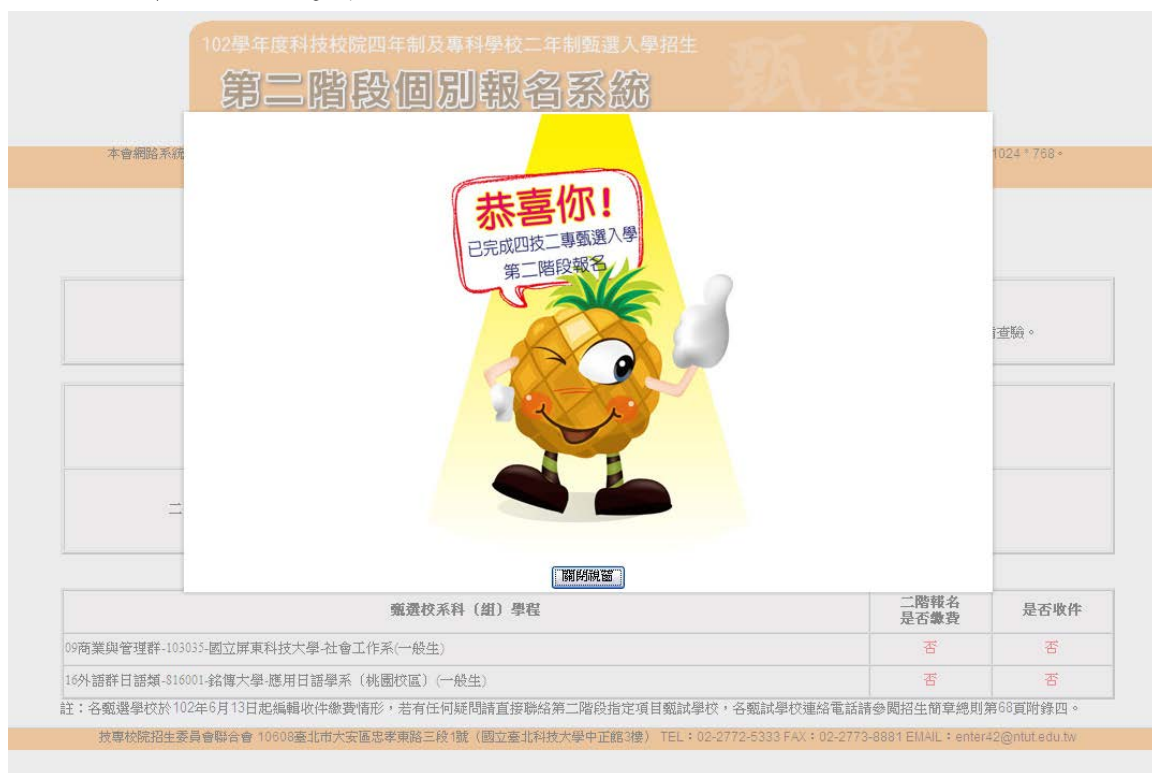 102學年度科技校院四年制及專科學校二年制甄選入學招生
甄選
第二階段個別報名系統
本會網路系統
1024 * 768。
恭喜你!
已完成四技二專甄選入學
第二階段報名
查驗。
二
關閉視窗
甄選校系科（組）學程
二階報名
是否繳費
是否收件
09商業與管理群-103035-國立屏東科技大學-社會工作系(一般生)
否
否
16外語群日語類-816001-銘傳大學-應用日語學系（桃園校區）(一般生)
否
否
註：各甄選學校於102年6月13日起編輯收件繳費情形，若有任何疑問請直接聯絡第二階段指定項目甄試學校，各甄試學校連絡電話請參閱招生簡章總則第68頁附錄四。
技專校院招生委員會聯合會 10608臺北市大安區忠孝東路三段1號（國立臺北科技大學中正館3樓） TEL：02-2772-5333 FAX：02-2773-8881 EMAIL：enter42@ntut.edu.tw